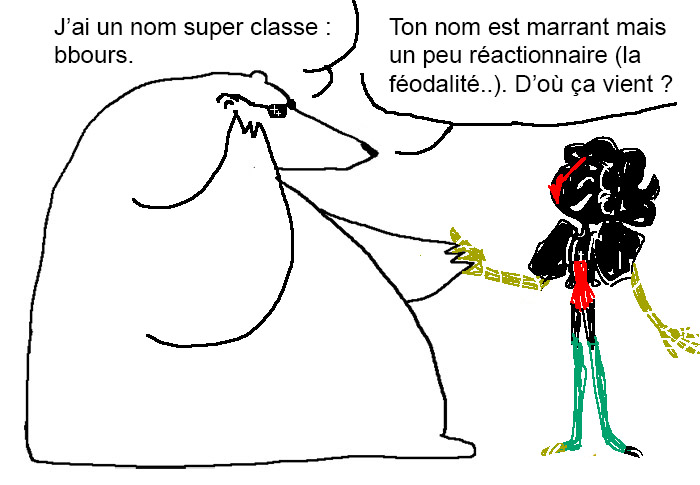 J'ai un nom super classe :
bbours.
Ton nom est marrant mais
un peu réactionnaire (la
féodalité..). D'où ça vient ?